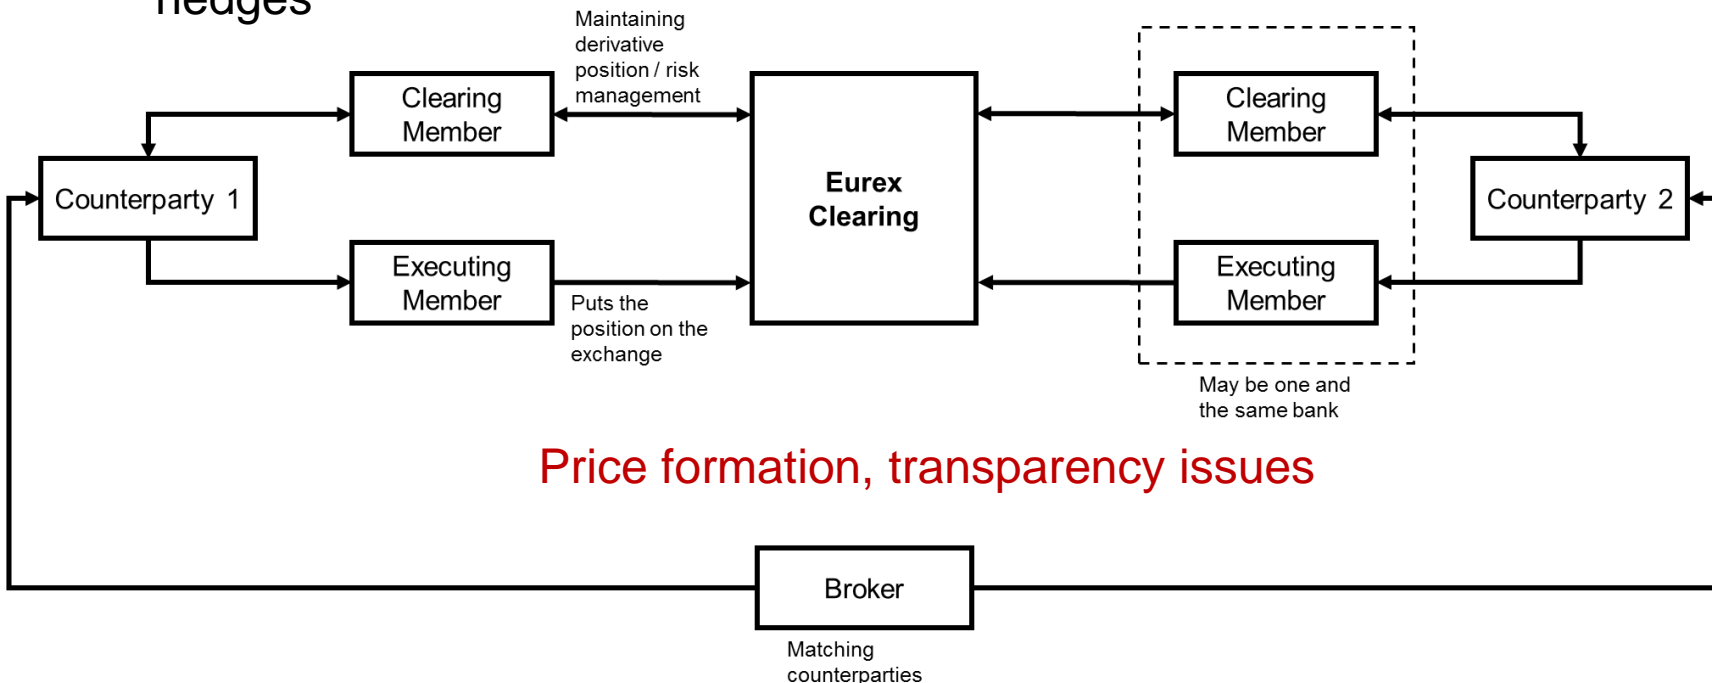 hedges
Maintaining
derivative
position / risk
management
Clearing
Member
Clearing
Member
Counterparty 1
Eurex
Clearing
Counterparty 2
Executing
Member
Executing
Member
Puts the
position on the
exchange
May be one and
the same bank
Price formation, transparency issues
Broker
Matching
counterparties